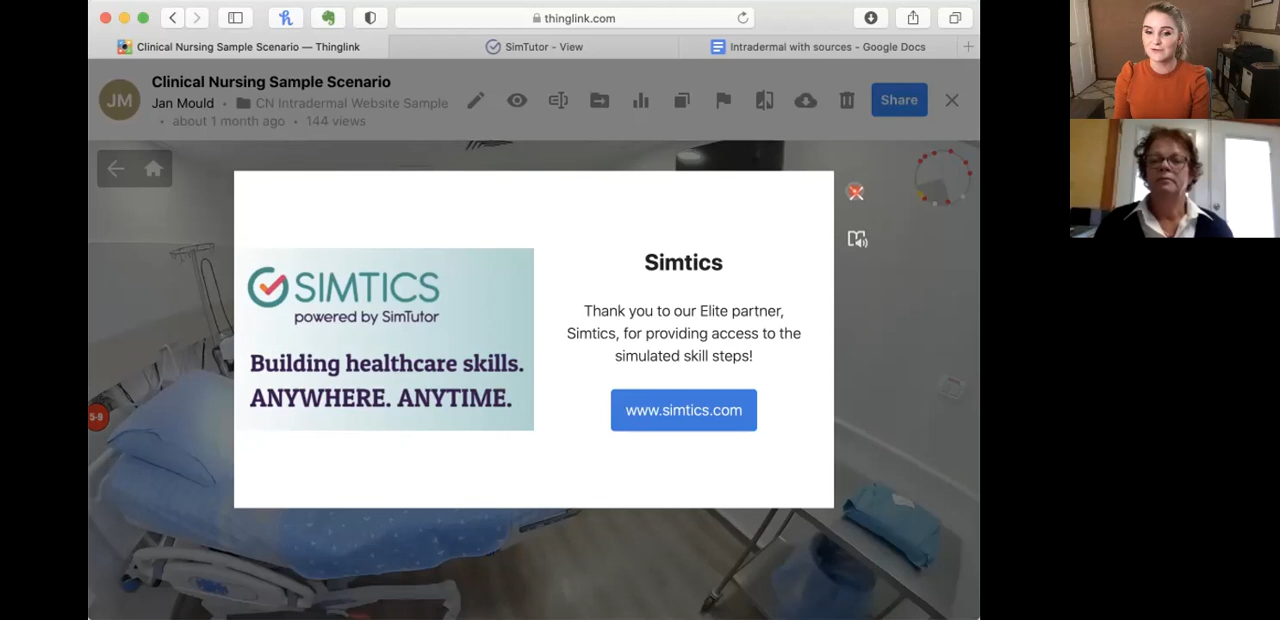 thinglink.com
Clinical Nursing Sample Scenario — Thinglink
SimTutor - View
Intradermal with sources - Google Docs
JM
Clinical Nursing Sample Scenario
Jan Mould • CN Intradermal Website Sample
• about 1 month ago • 144 views
Share
SIMTICS
powered by SimTutor
Building healthcare skills.
ANYWHERE. ANYTIME.
Simtics
Thank you to our Elite partner,
Simtics, for providing access to the
simulated skill steps!
www.simtics.com
5-9